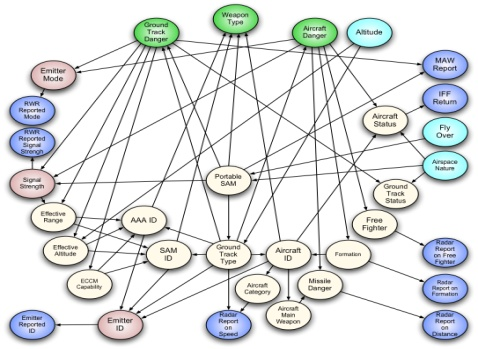 Ground
Track
Danger
Weapon
Type
Aircraft
Danger
Altitude
Emitter
Mode
MAW
Report
RWR
Reported
Mode
IFF
Return
RWR
Reported
Signal
Strengh
Aircraft
Status
Fly
Over
Signal
Strength
Portable
SAM
Airspace
Nature
Ground
Track
Status
Effective
Range
AAA ID
Free
Fighter
Effective
Altitude
SAM
ID
Ground
Track
Type
Aircraft
ID
Formation
Radar
Report
on Free
Fighter
ECCM
Capability
Aircraft
Category
Missile
Danger
Radar
Report on
Formation
Emitter
Reported
ID
Emitter
ID
Radar
Report
on
Speed
Aircraft
Main
Weapon
Radar
Report
on
Distance